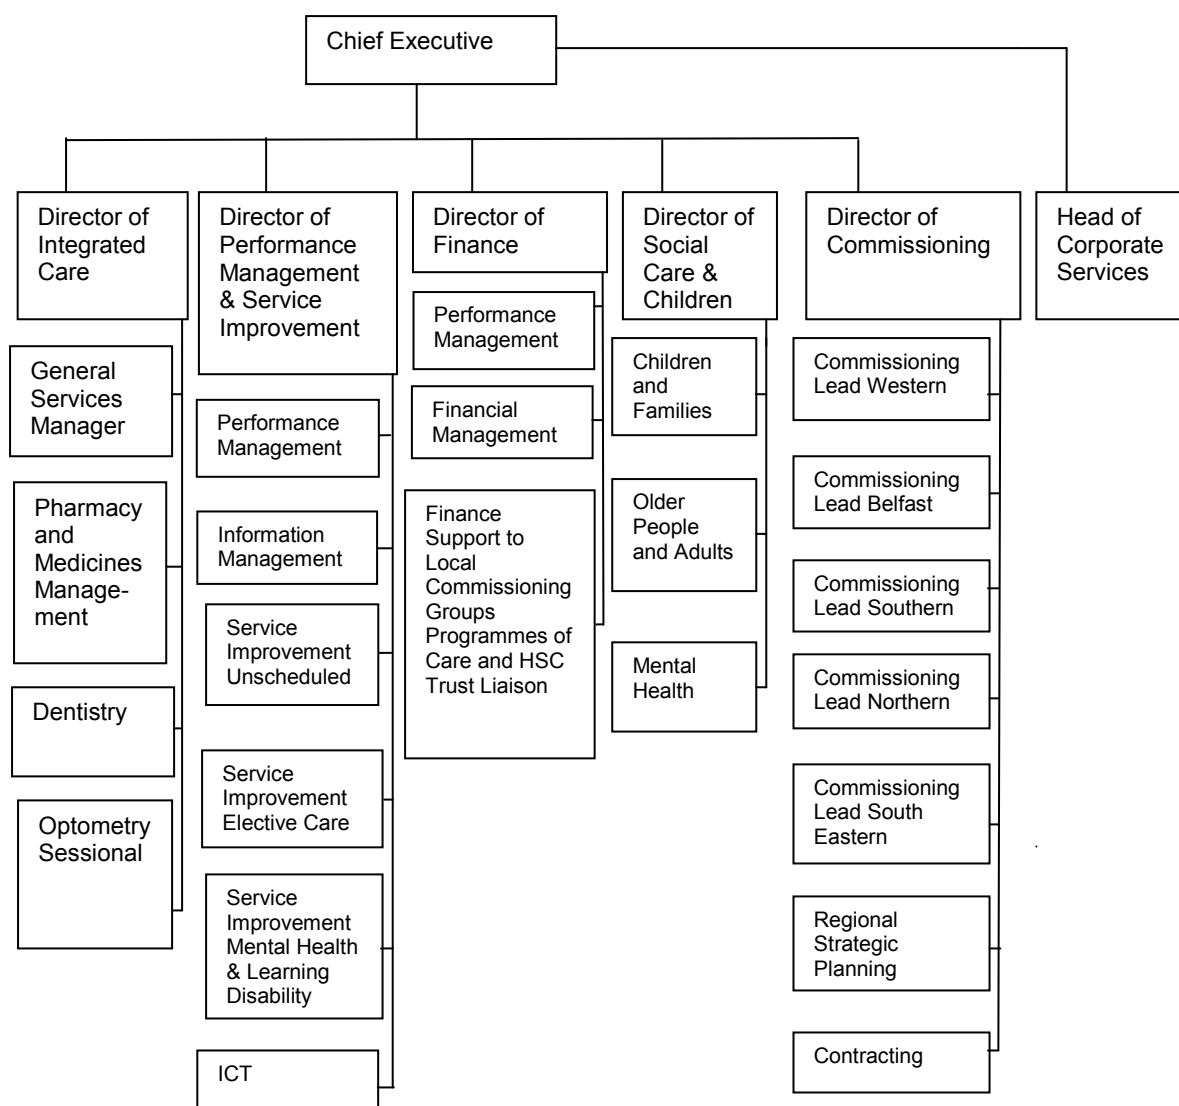 Chief Executive
Director of
Integrated
Care
Director of
Performance
Management
& Service
Improvement
Director of
Finance
Director of
Social
Care &
Children
Director of
Commissioning
Head of
Corporate
Services
General
Services
Manager
Pharmacy
and
Medicines
Manage-
ment
Dentistry
Optometry
Sessional
Performance
Management
Information
Management
Service
Improvement
Unscheduled
Service
Improvement
Elective Care
Service
Improvement
Mental Health
& Learning
Disability
ICT
Performance
Management
Financial
Management
Finance
Support to
Local
Commissioning
Groups
Programmes of
Care and HSC
Trust Liaison
Children
and
Families
Older
People
and Adults
Mental
Health
Commissioning
Lead Western
Commissioning
Lead Belfast
Commissioning
Lead Southern
Commissioning
Lead Northern
Commissioning
Lead South
Eastern
Regional
Strategic
Planning
Contracting